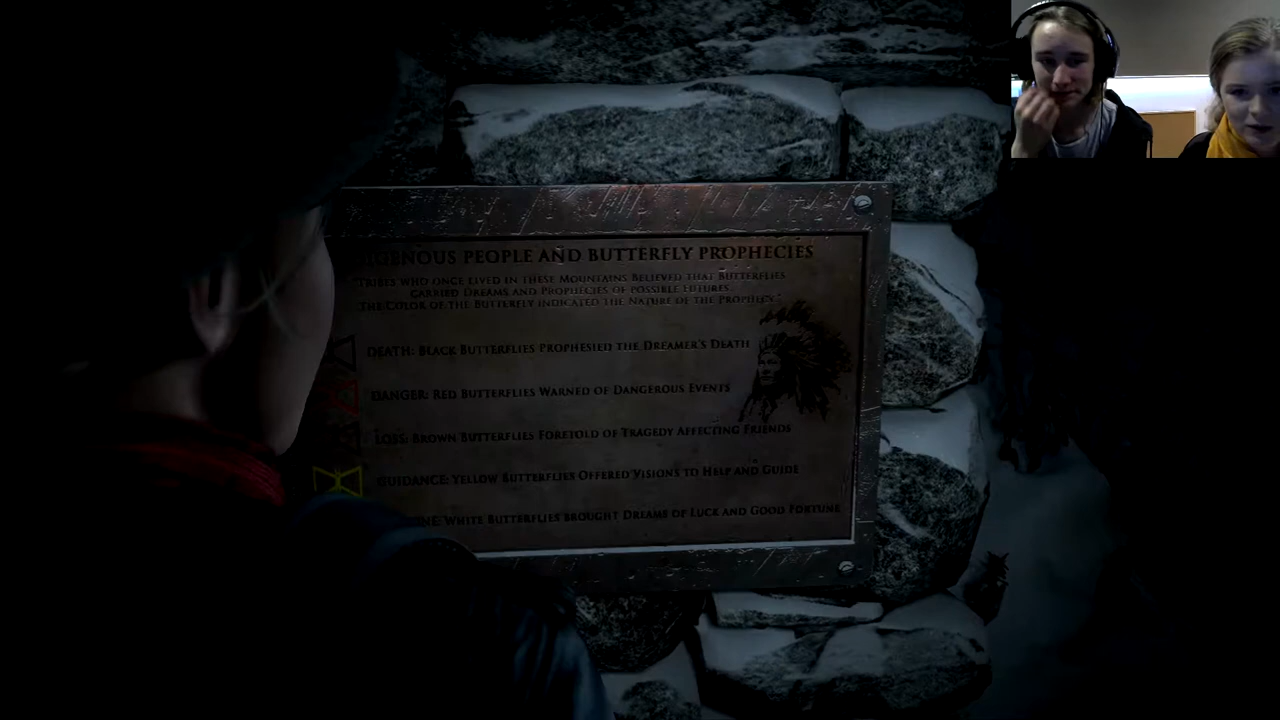 GENOUS PEOPLE AND BUTTERFLY PROPHECIES
"TRIBES WHO ONCE LIVED IN THESE MOUNTAINS BELIEVED THAT BUTTERFLIES
CARRIED DREAMS AND PROPHECIES OF POSSIBLE FUTURES.
THE COLOR OF THE BUTTERFLY INDICATED THE NATURE OF THE PROPHECY."
DEATH: BLACK BUTTERFLIES PROPHESIED THE DREAMER'S DEATH
DANGER: RED BUTTERFLIES WARNED OF DANGEROUS EVENTS
LOSS: BROWN BUTTERFLIES FORETOLD OF TRAGEDY AFFECTING FRIENDS
GUIDANCE: YELLOW BUTTERFLIES OFFERED VISIONS TO HELP AND GUIDE
NE: WHITE BUTTERFLIES BROUGHT DREAMS OF LUCK AND GOOD FORTUNE